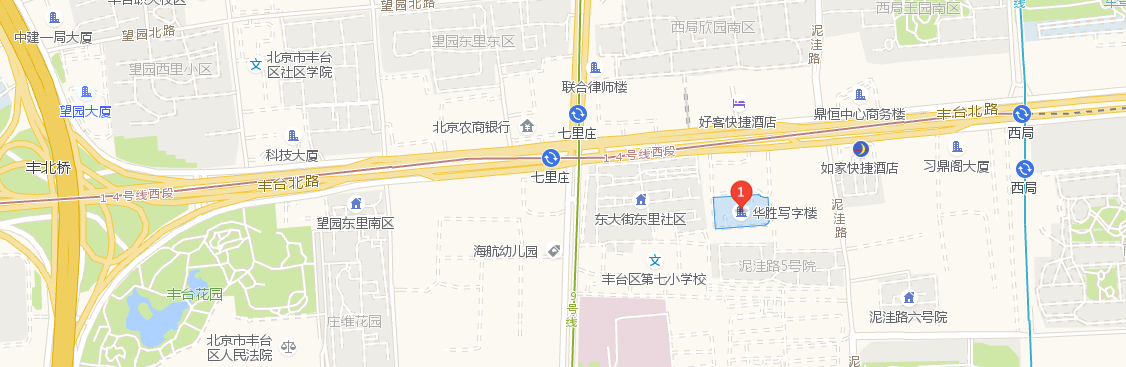 望园北路
西局玉园南区
中建一局大厦
望园北路
望园东里东区
西局欣园南区
泥洼路
北京市丰台
区社区学院
望园西里小区
联合律师楼
望园大厦
好客快捷酒店
鼎恒中心商务楼
丰台北路
北京农商银行
七里庄
西局
科技大厦
14号线西段
丰北桥
七里庄
如家快捷酒店
习鼎阁大厦
14号线西段
丰台北路
西局
1
望园东里南区
东大街东里社区
华胜写字楼
泥洼路
海航幼儿园
丰台区第七小学校
泥洼路5号院
丰台花园
9号线
庄维花园
泥洼路六号院
北京市丰台
区人民法院
泥